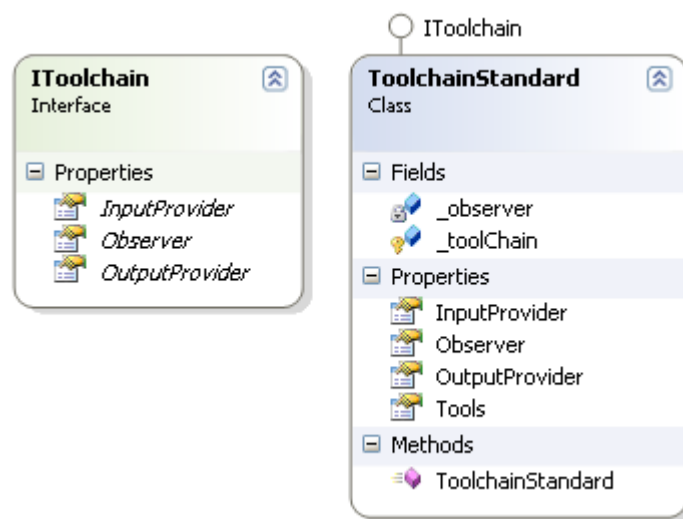 IToolchain
Interface
Properties
InputProvider
Observer
OutputProvider
IToolchain
ToolchainStandard
Class
Fields
_observer
_toolChain
Properties
InputProvider
Observer
OutputProvider
Tools
Methods
ToolchainStandard